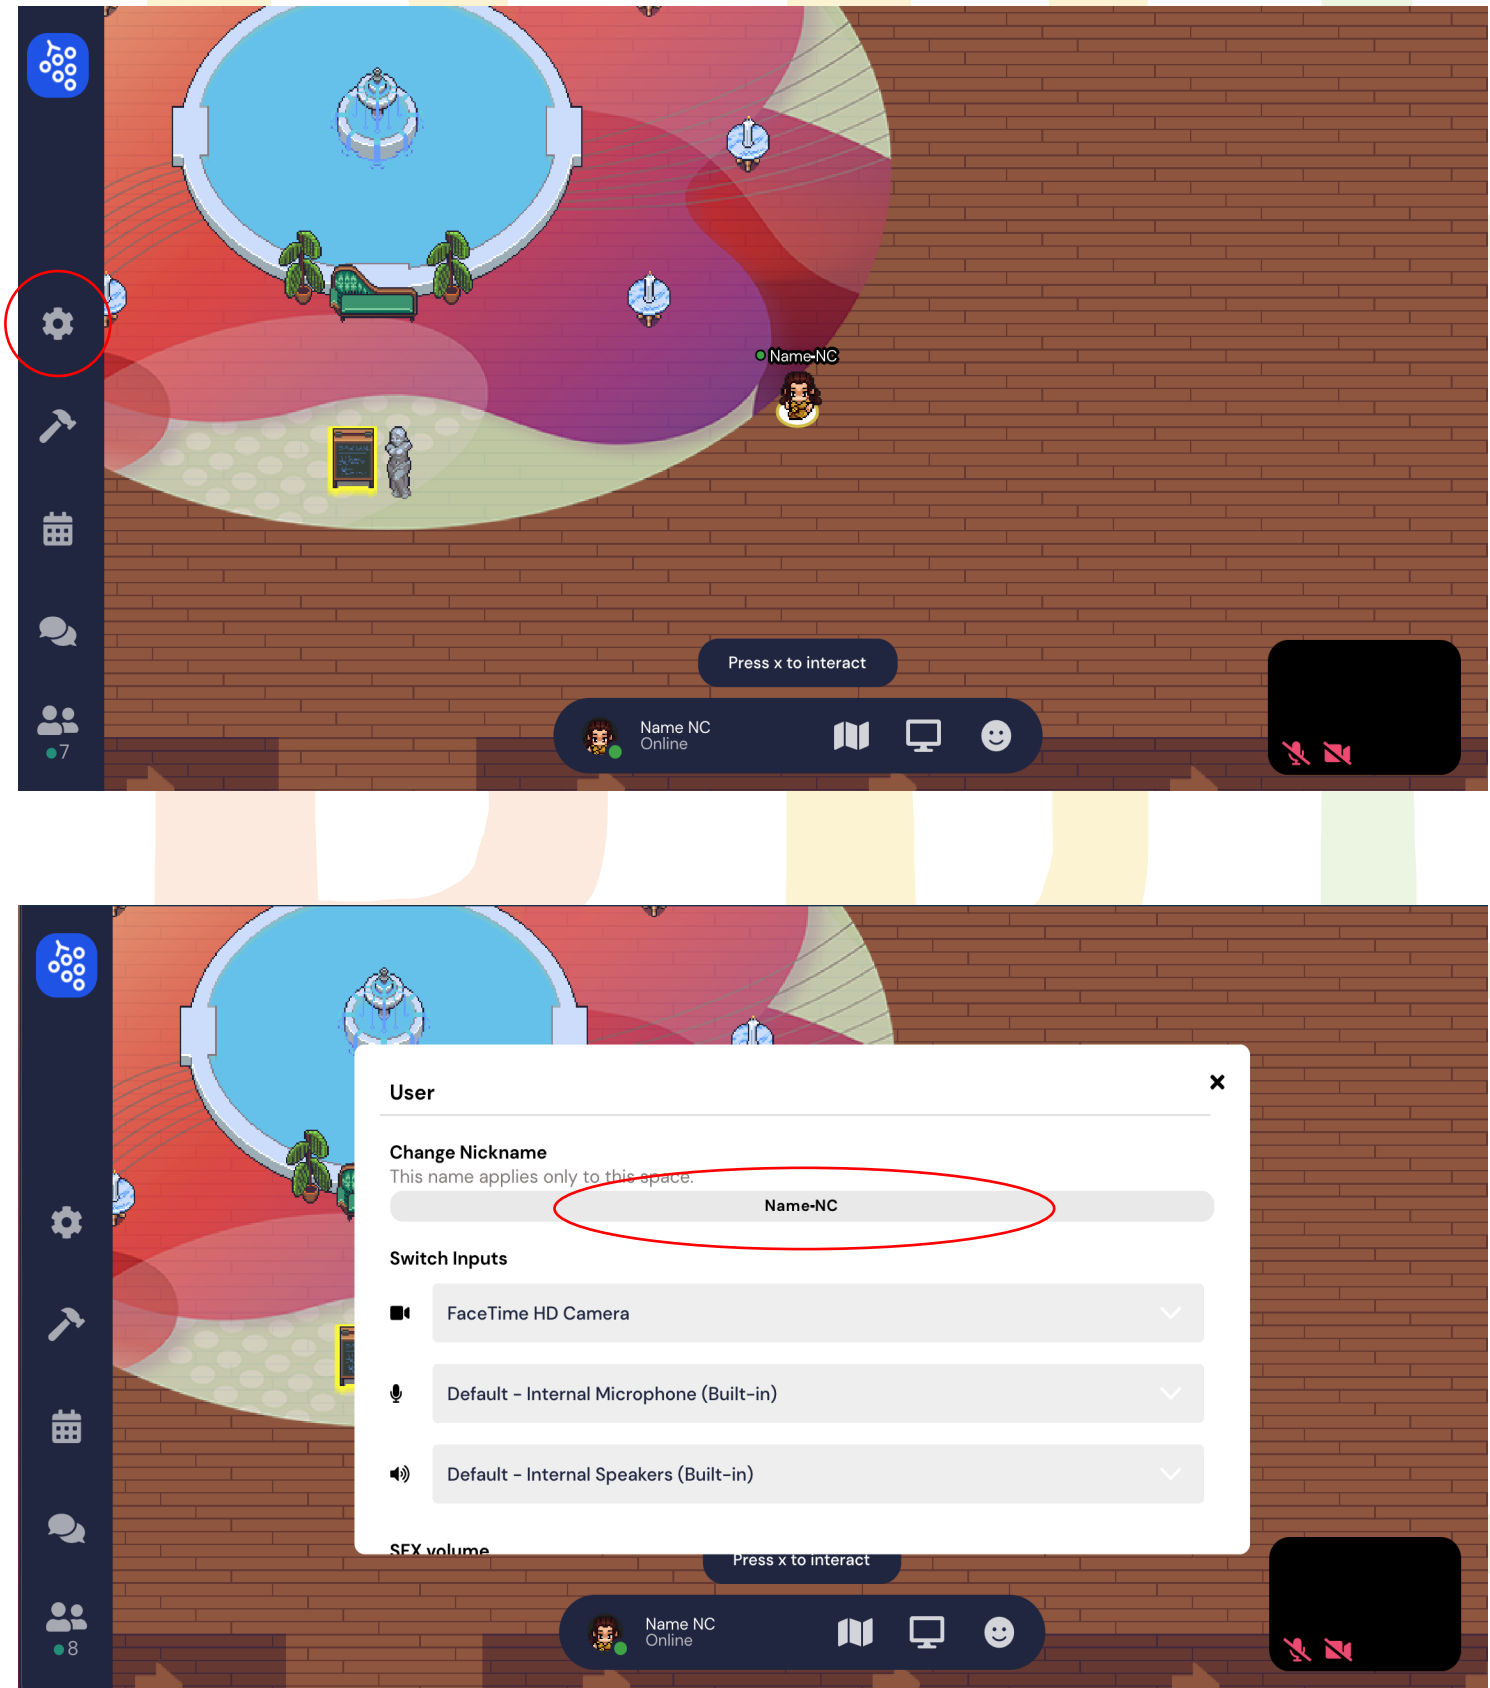 Name-NC
Press x to interact
Name NC
Online
7
User
Change Nickname
This name applies only to this space.
Name-NC
Switch Inputs
FaceTime HD Camera
Default - Internal Microphone (Built-in)
Default - Internal Speakers (Built-in)
SFX volume
Press x to interact
Name NC
Online
8